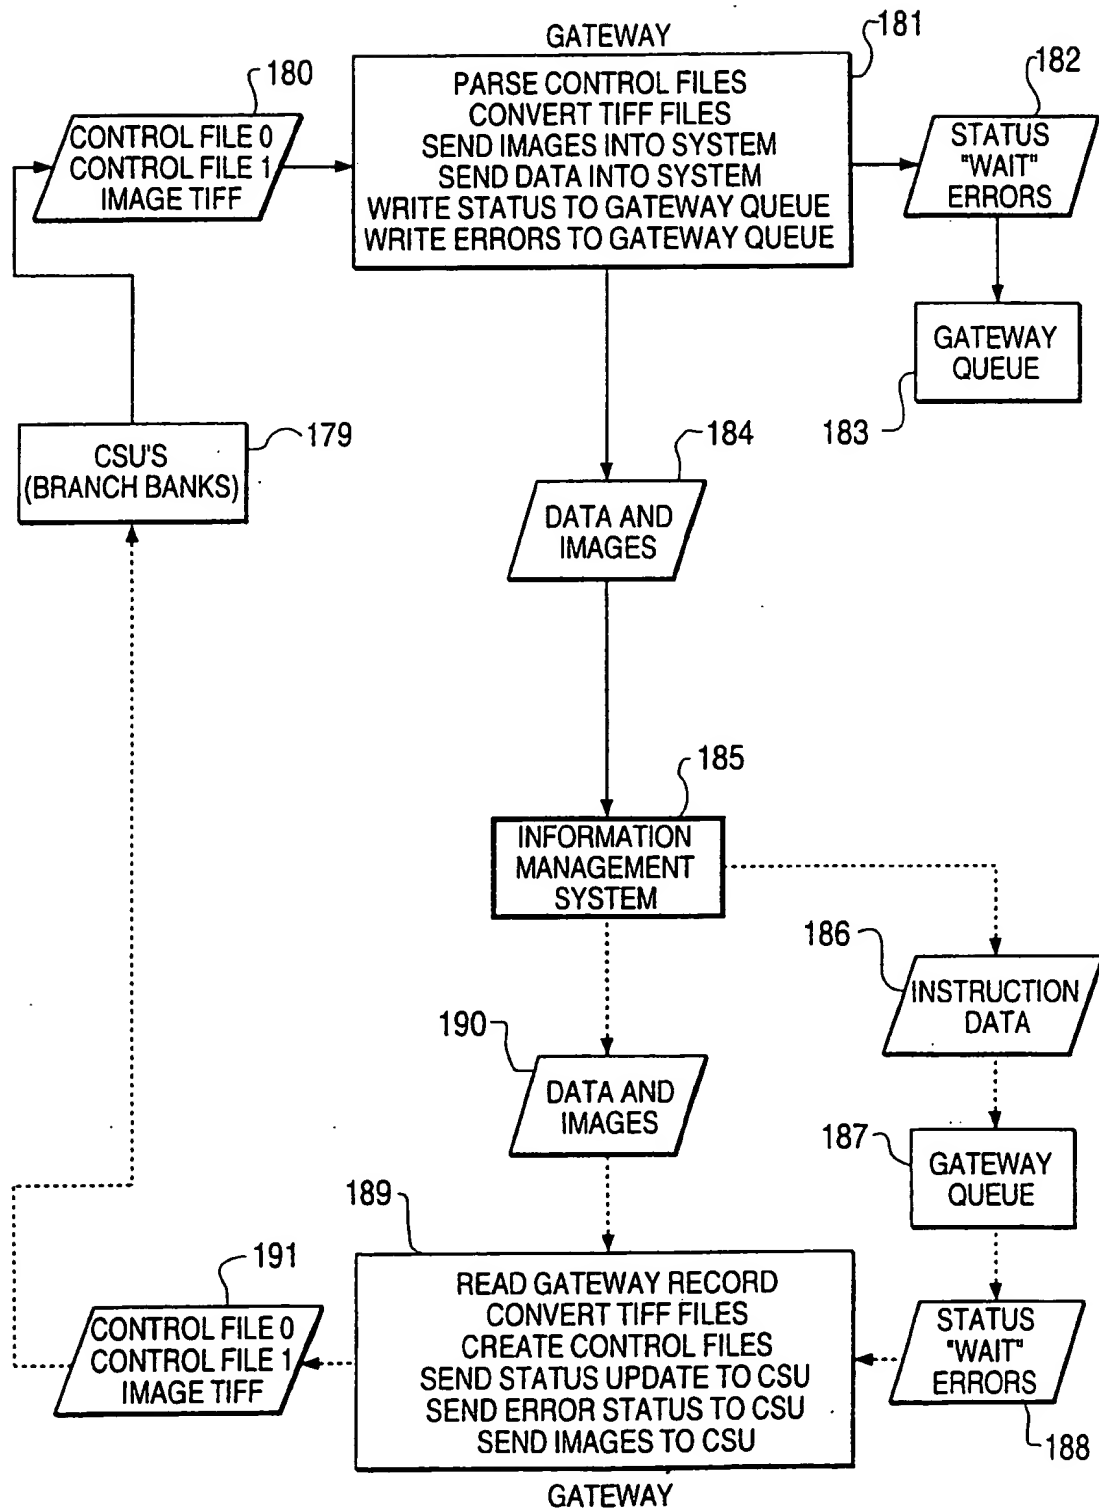 GATEWAY
181
180
182
PARSE CONTROL FILES
CONVERT TIFF FILES
SEND IMAGES INTO SYSTEM
SEND DATA INTO SYSTEM
WRITE STATUS TO GATEWAY QUEUE
WRITE ERRORS TO GATEWAY QUEUE
CONTROL FILE 0
CONTROL FILE 1
IMAGE TIFF
STATUS
"WAIT"
ERRORS
GATEWAY
QUEUE
183
CSU'S
(BRANCH BANKS)
179
184
DATA AND
IMAGES
185
INFORMATION
MANAGEMENT
SYSTEM
186
INSTRUCTION
DATA
190
DATA AND
IMAGES
187
GATEWAY
QUEUE
189
READ GATEWAY RECORD
CONVERT TIFF FILES
CREATE CONTROL FILES
SEND STATUS UPDATE TO CSU
SEND ERROR STATUS TO CSU
SEND IMAGES TO CSU
191
CONTROL FILE 0
CONTROL FILE 1
IMAGE TIFF
STATUS
"WAIT"
ERRORS
188
GATEWAY